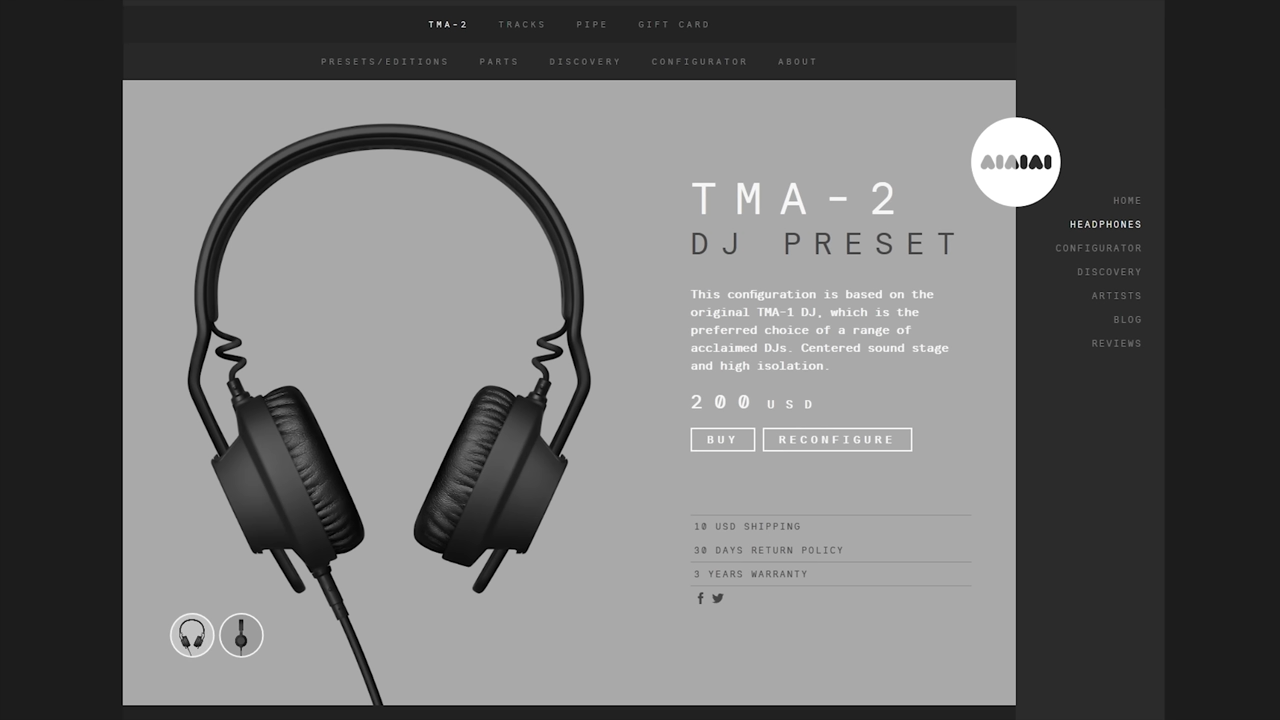 TMA-2 TRACKS PIPE GIFT CARD
PRESETS/EDITIONS PARTS DISCOVERY CONFIGURATOR ABOUT
AIAIAI
TMA-2
DJ PRESET
This configuration is based on the
original TMA-1 DJ, which is the
preferred choice of a range of
acclaimed DJs. Centered sound stage
and high isolation.
200 USD
BUY RECONFIGURE
10 USD SHIPPING
30 DAYS RETURN POLICY
3 YEARS WARRANTY
HOME
HEADPHONES
CONFIGURATOR
DISCOVERY
ARTISTS
BLOG
REVIEWS